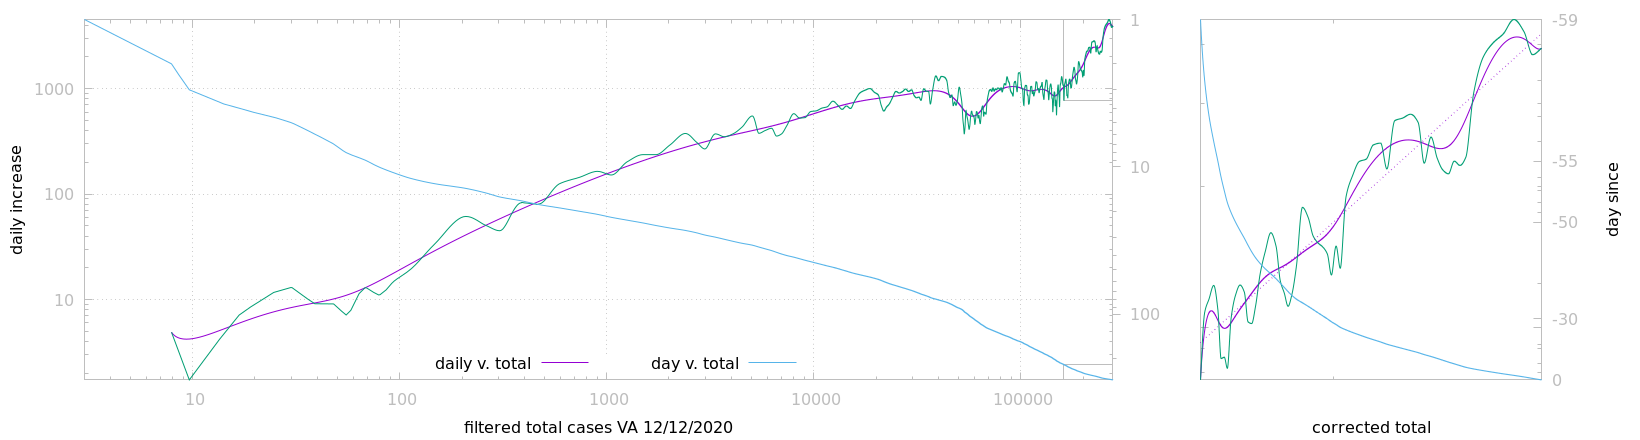 1000
100
10
daily increase
10
100
1000
10000
100000
filtered total cases VA 12/12/2020
daily v. total
day v. total
1
10
100
-59
-55
-50
-30
0
day since
corrected total